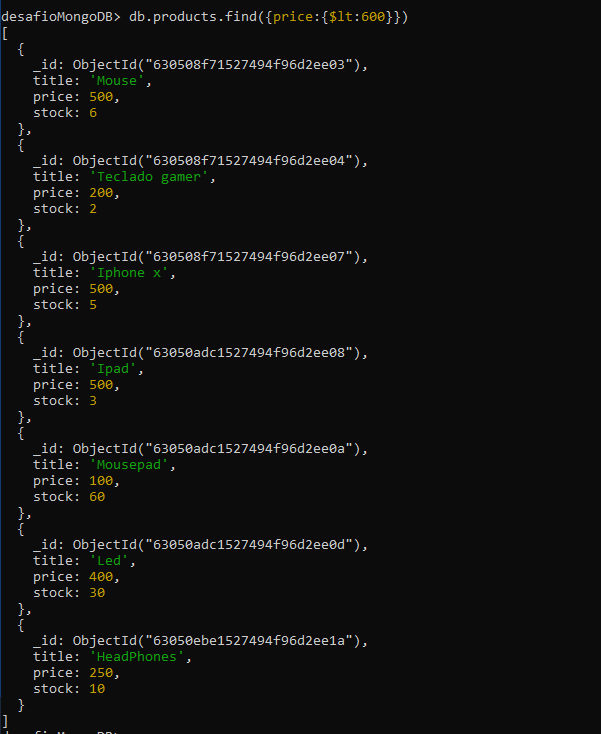 desafioMongoDB> db.products.find({price:{$lt:600}})
[
  {
    _id: ObjectId("630508f71527494f96d2ee03"),
    title: 'Mouse',
    price: 500,
    stock: 6
  },
  {
    _id: ObjectId("630508f71527494f96d2ee04"),
    title: 'Teclado gamer',
    price: 200,
    stock: 2
  },
  {
    _id: ObjectId("630508f71527494f96d2ee07"),
    title: 'Iphone x',
    price: 500,
    stock: 5
  },
  {
    _id: ObjectId("63050adc1527494f96d2ee08"),
    title: 'Ipad',
    price: 500,
    stock: 3
  },
  {
    _id: ObjectId("63050adc1527494f96d2ee0a"),
    title: 'Mousepad',
    price: 100,
    stock: 60
  },
  {
    _id: ObjectId("63050adc1527494f96d2ee0d"),
    title: 'Led',
    price: 400,
    stock: 30
  },
  {
    _id: ObjectId("63050ebe1527494f96d2ee1a"),
    title: 'HeadPhones',
    price: 250,
    stock: 10
  }
]
desafioMongoDB>